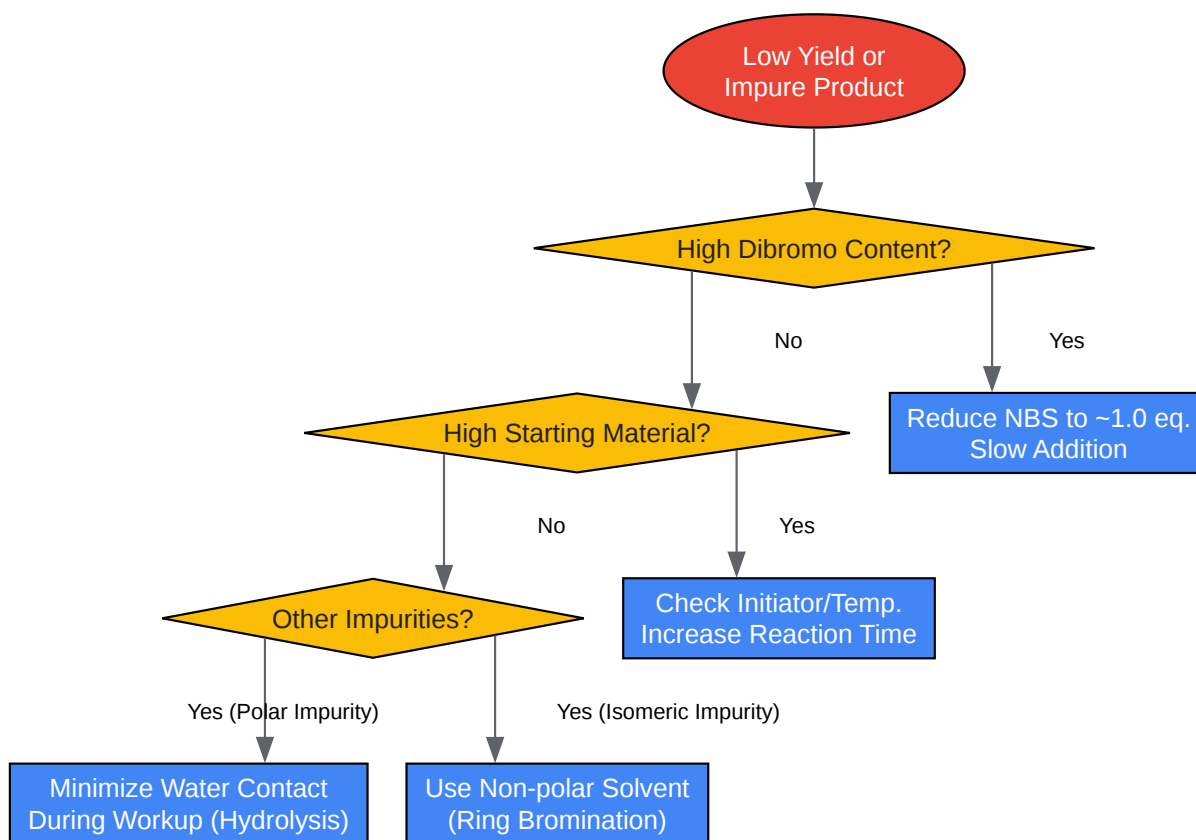 Low Yield or
Impure Product
High Dibromo Content?
No
Yes
Reduce NBS to ~1.0 eq.
Slow Addition
High Starting Material?
No
Yes
Check Initiator/Temp.
Increase Reaction Time
Other Impurities?
Yes (Polar Impurity)
Yes (Isomeric Impurity)
Minimize Water Contact
During Workup (Hydrolysis)
Use Non-polar Solvent
(Ring Bromination)